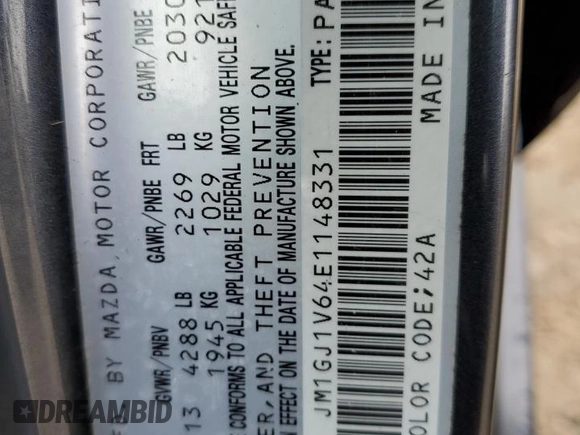 BY MAZDA MOTOR CORPORATI
GVWR/PNBV GAWR/PNBE FRT GAWR/PNBE
13 4288 LB 2269 LB 2030
1945 KG 1029 KG 921
CONFORMS TO ALL APPLICABLE FEDERAL MOTOR VEHICLE SAF
ER, AND THEFT PREVENTION
EFFECT ON THE DATE OF MANUFACTURE SHOWN ABOVE.
JM1GJ1V64E1148331 TYPE: PA
OLOR CODE; 42A MADE IN
DREAM BID